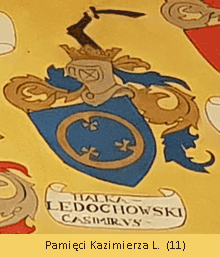 HALKA
LEDOCHOWSKI
CASIMIRVS
Pamięci Kazimierza L. (11)